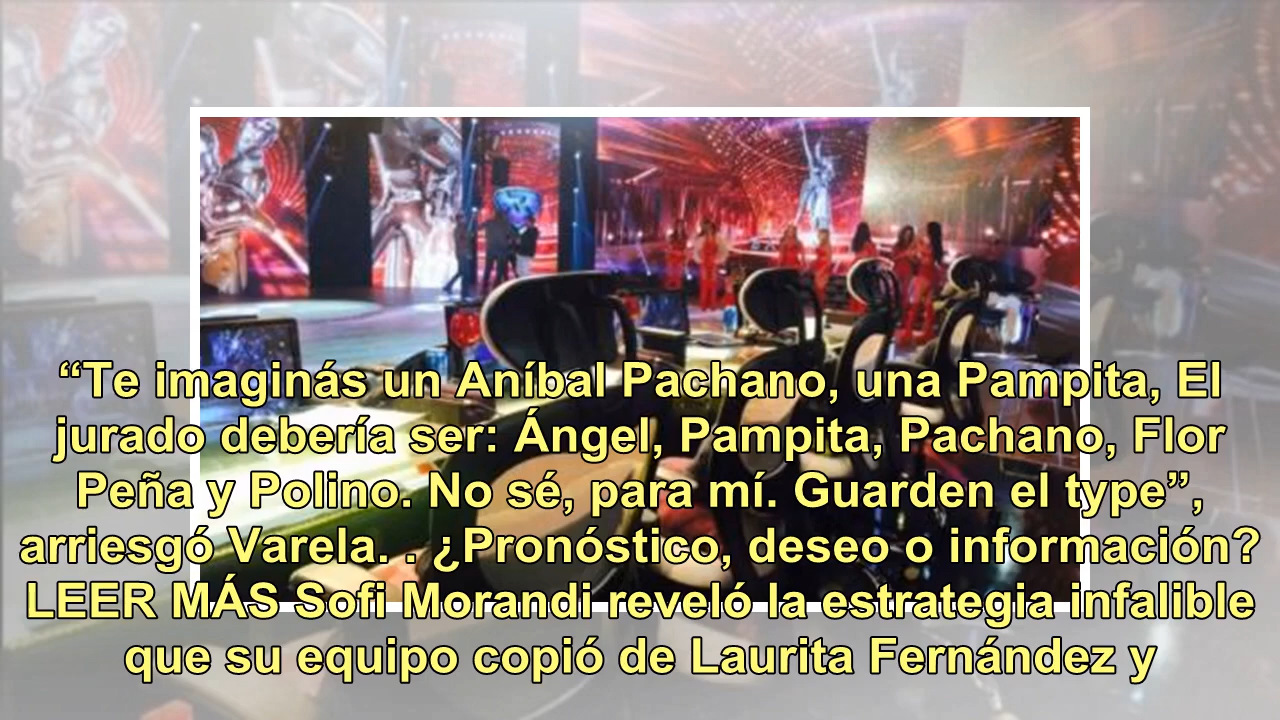 “Te imaginás un Aníbal Pachano, una Pampita, El
jurado debería ser: Ángel, Pampita, Pachano, Flor
Peña y Polino. No sé, para mí. Guarden el type”,
arriesgó Varela. . ¿Pronóstico, deseo o información?
LEER MÁS Sofi Morandi reveló la estrategia infalible
que su equipo copió de Laurita Fernández y